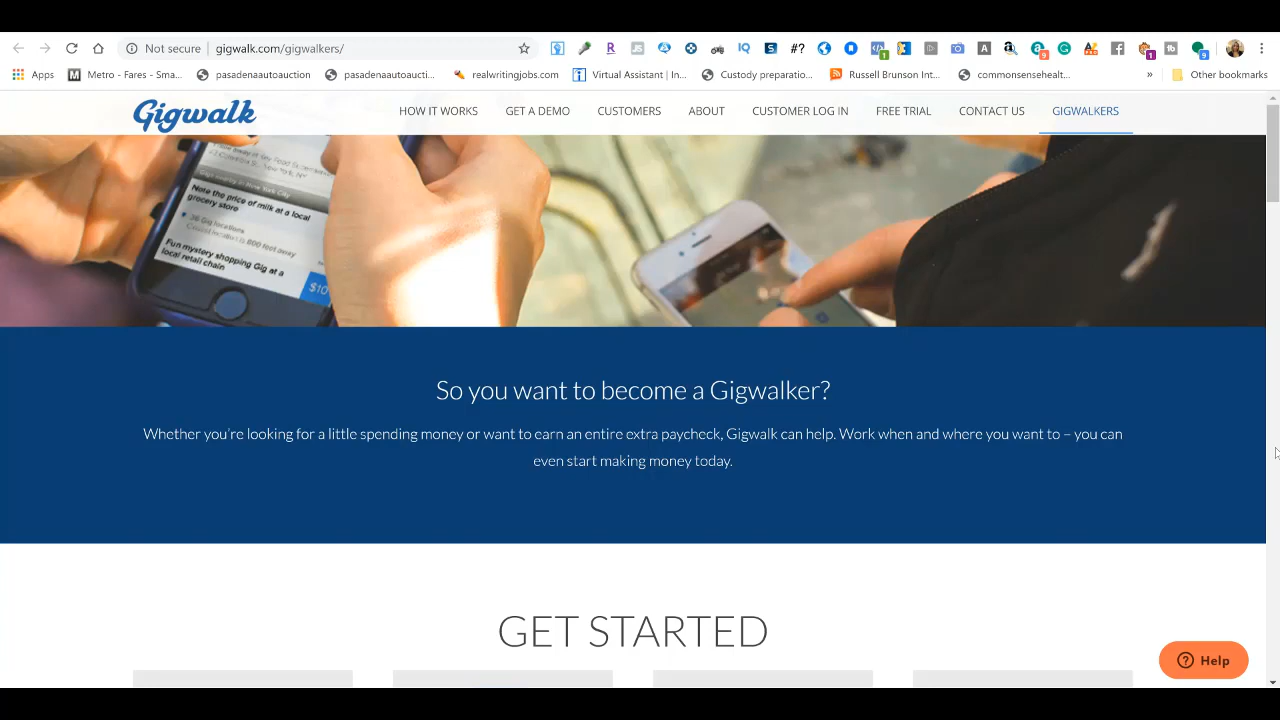 Not secure gigwalk.com/gigwalkers/
Apps Metro - Fares - Sma... pasadenaautoauction pasadenaautoaucti... realwritingjobs.com Virtual Assistant | In... Custody preparatio... Russell Brunson Int... commonsensehealt... » Other bookmarks
Gigwalk HOW IT WORKS GET A DEMO CUSTOMERS ABOUT CUSTOMER LOG IN FREE TRIAL CONTACT US GIGWALKERS
Note the price of milk at a local
grocery store
36 Gig locations
Fun mystery shopping Gig at a
local retail chain
$10
So you want to become a Gigwalker?
Whether you're looking for a little spending money or want to earn an entire extra paycheck, Gigwalk can help. Work when and where you want to – you can
even start making money today.
GET STARTED
Help